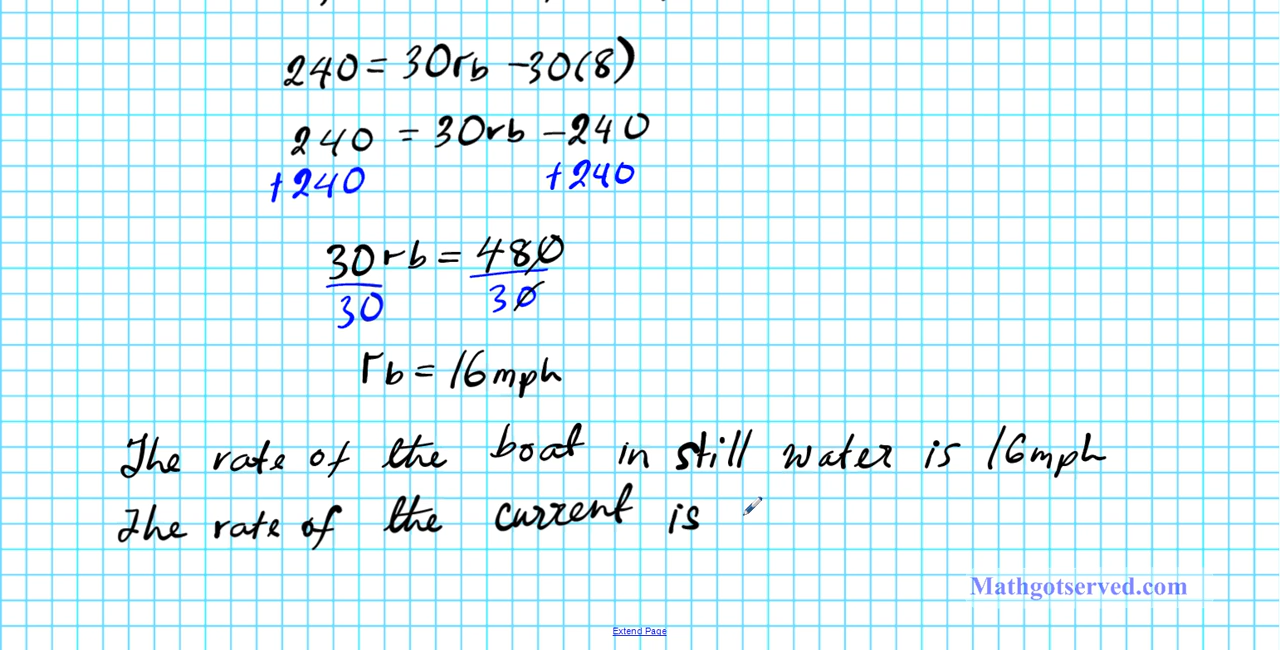 240 = 30rb - 30(8)
240 = 30rb - 240
+240 +240
30rb = 480
30 30
rb = 16mph
The rate of the boat in still water is 16mph
The rate of the current is
Mathgotserved.com
Extend Page